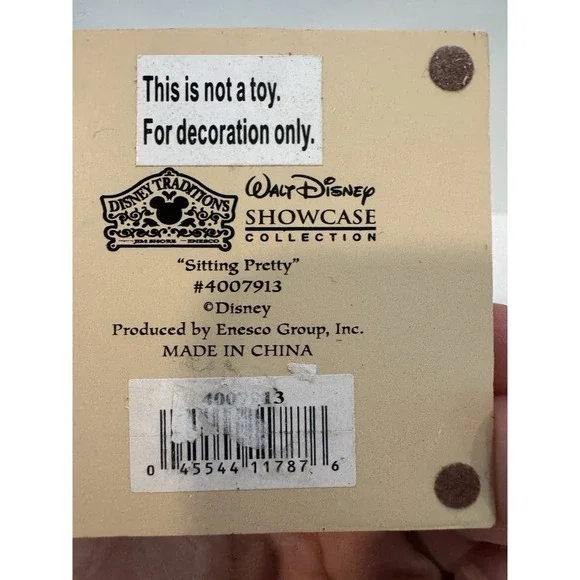 This is not a toy.
For decoration only.
DISNEY TRADITIONS
JIM SHORE ENESCO
WALT DISNEY
SHOWCASE
COLLECTION
"Sitting Pretty"
#4007913
©Disney
Produced by Enesco Group, Inc.
MADE IN CHINA
4007913
0 45544 11787 6